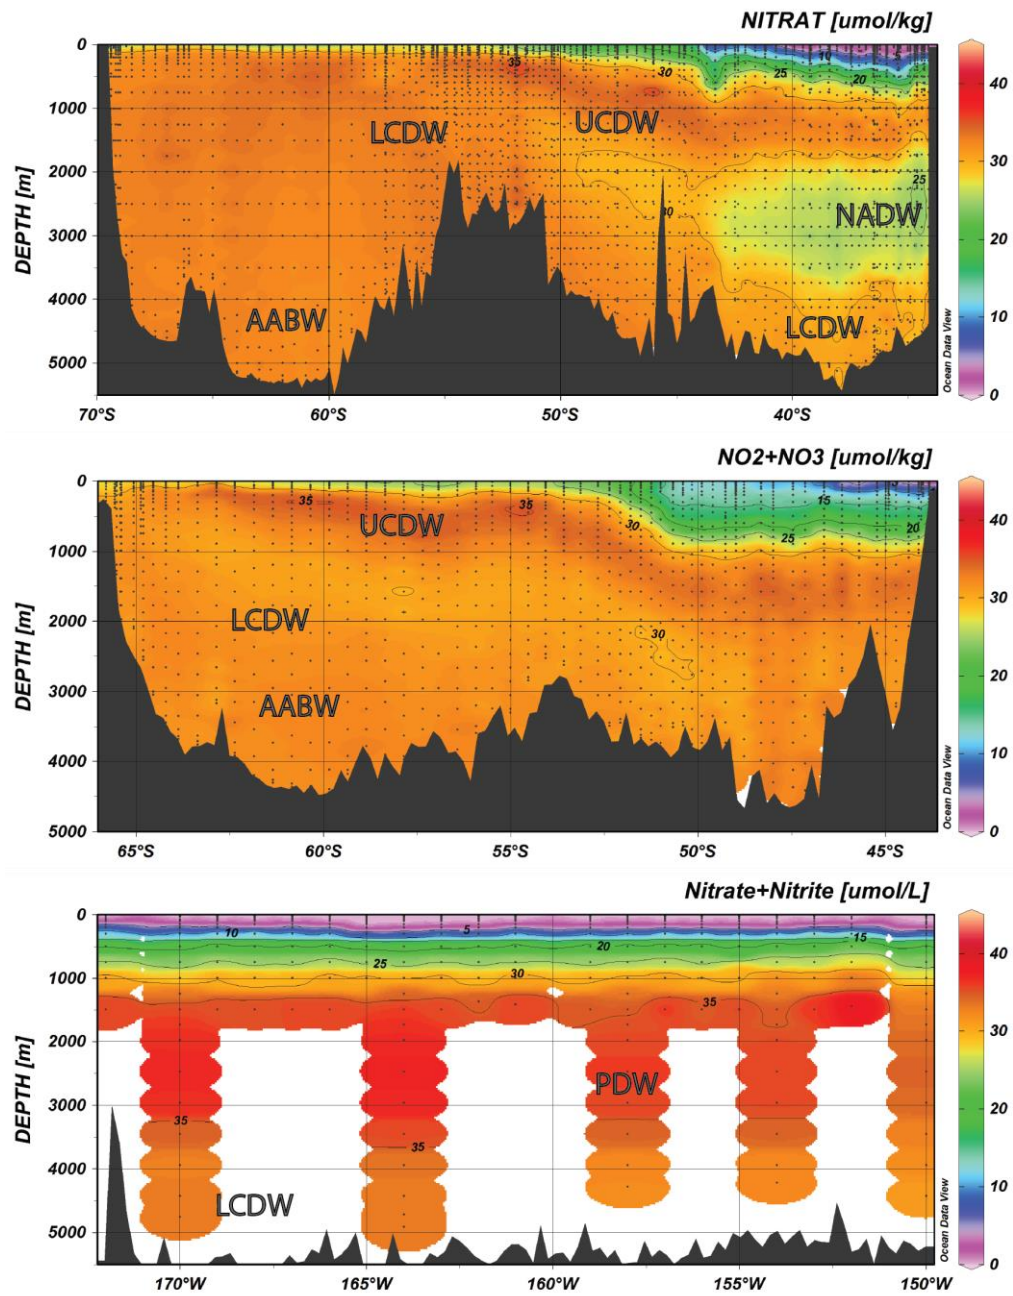 NITRAT [umol/kg]
0
1000
2000
3000
4000
5000
DEPTH [m]
70°S
60°S
50°S
40°S
LCDW
UCDW
NADW
AABW
LCDW
35
30
25
10
5
20
25
30
Ocean Data View
40
30
20
10
0
NO2+NO3 [umol/kg]
0
1000
2000
3000
4000
5000
DEPTH [m]
65°S
60°S
55°S
50°S
45°S
UCDW
LCDW
AABW
35
35
30
15
20
25
30
Ocean Data View
40
30
20
10
0
Nitrate+Nitrite [umol/L]
0
1000
2000
3000
4000
5000
DEPTH [m]
170°W
165°W
160°W
155°W
150°W
PDW
LCDW
10
5
15
20
25
30
35
35
35
Ocean Data View
40
30
20
10
0